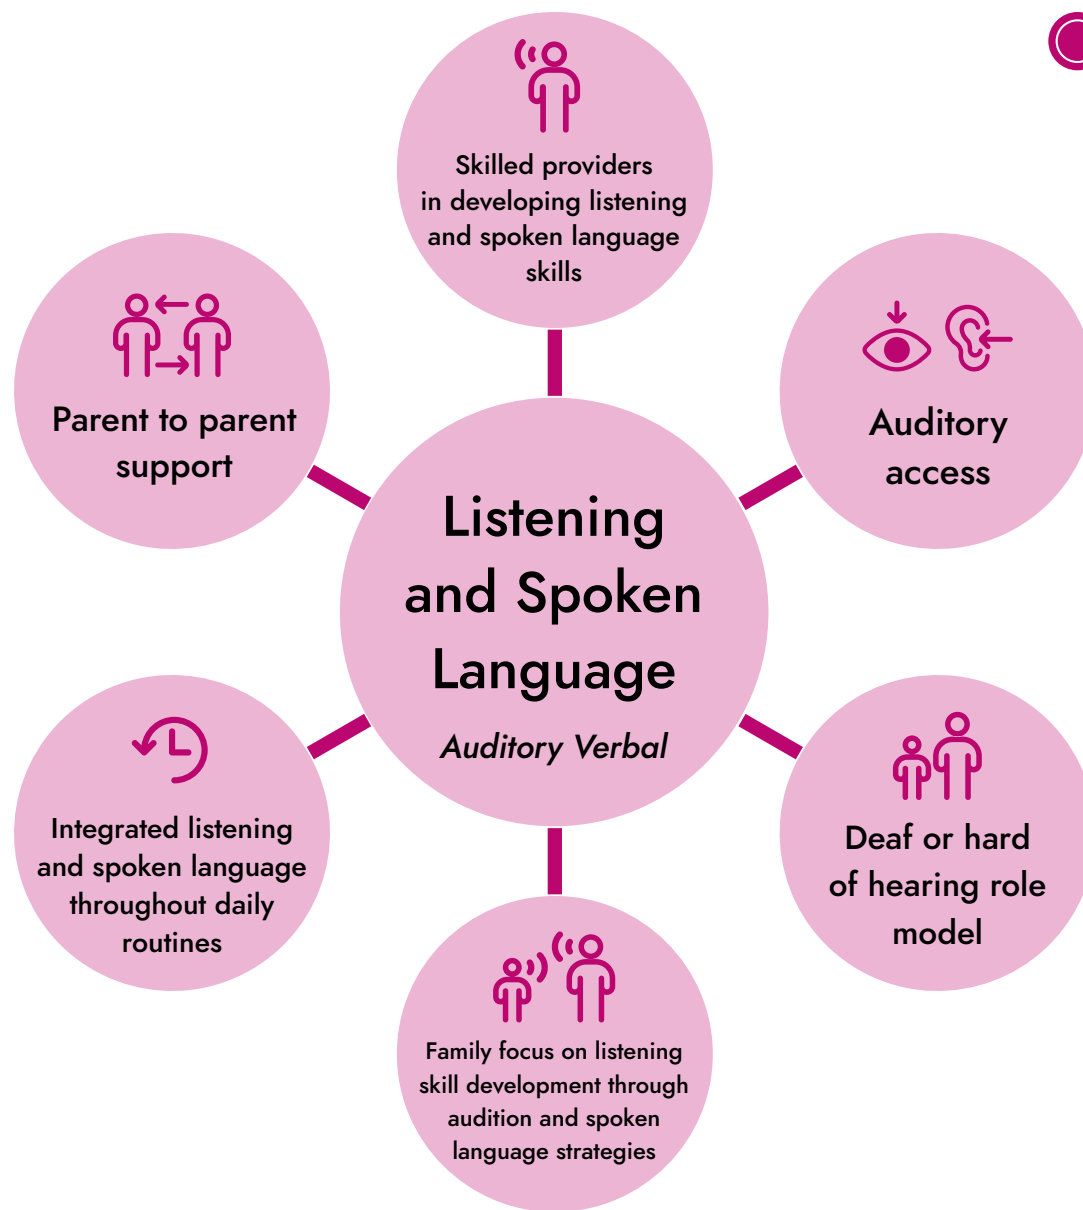 Skilled providers
in developing listening
and spoken language
skills
Parent to parent
support
Auditory
access
Listening
and Spoken
Language
Auditory Verbal
Integrated listening
and spoken language
throughout daily
routines
Deaf or hard
of hearing role
model
Family focus on listening
skill development through
audition and spoken
language strategies